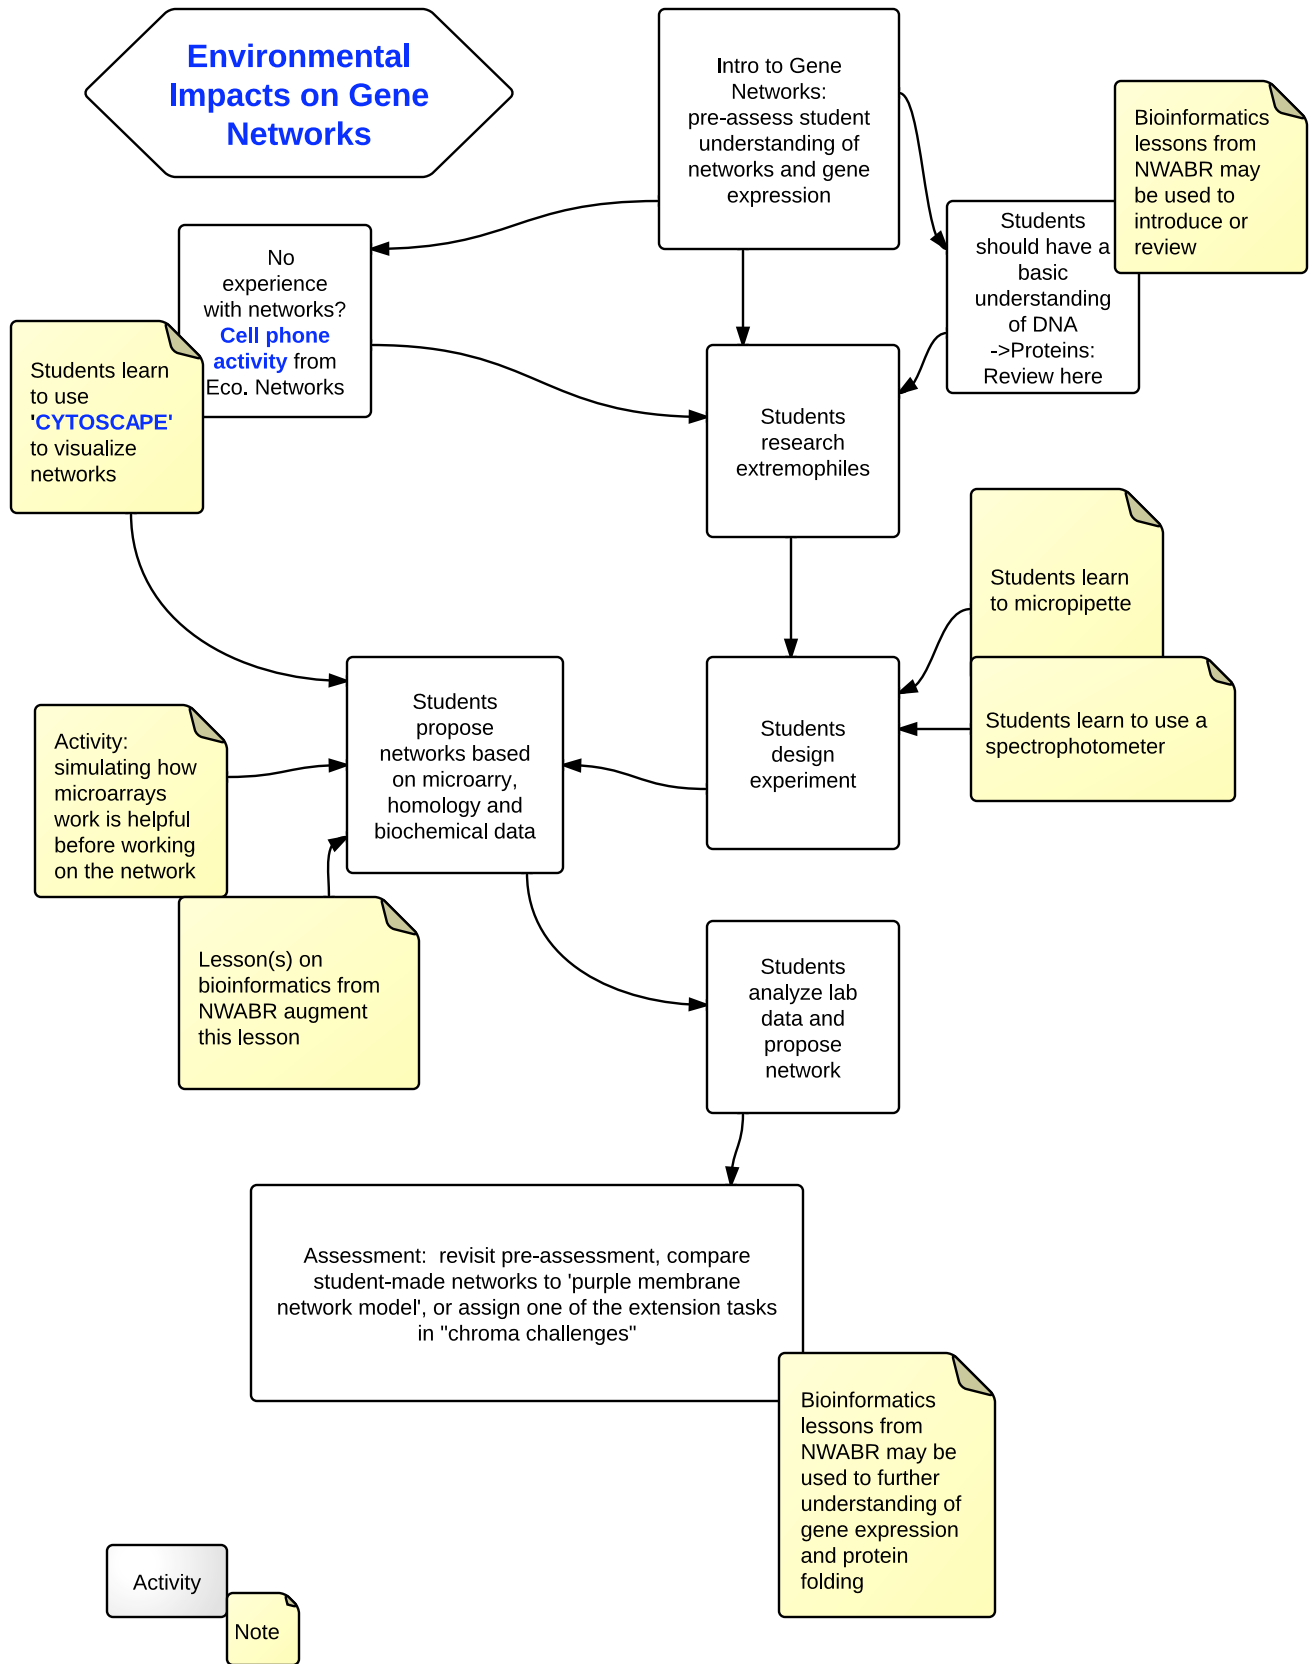 Environmental
Impacts on Gene
Networks
Intro to Gene
Networks:
pre-assess student
understanding of
networks and gene
expression
Bioinformatics
lessons from
NWABR may
be used to
introduce or
review
Students
should have a
basic
understanding
of DNA
->Proteins:
Review here
No
experience
with networks?
Cell phone
activity from
Eco. Networks
Students learn
to use
'CYTOSCAPE'
to visualize
networks
Students
research
extremophiles
Students learn
to micropipette
Students learn to use a
spectrophotometer
Students
design
experiment
Students
propose
networks based
on microarry,
homology and
biochemical data
Activity:
simulating how
microarrays
work is helpful
before working
on the network
Lesson(s) on
bioinformatics from
NWABR augment
this lesson
Students
analyze lab
data and
propose
network
Assessment:  revisit pre-assessment, compare
student-made networks to 'purple membrane
network model', or assign one of the extension tasks
in "chroma challenges"
Bioinformatics
lessons from
NWABR may be
used to further
understanding of
gene expression
and protein
folding
Activity
Note